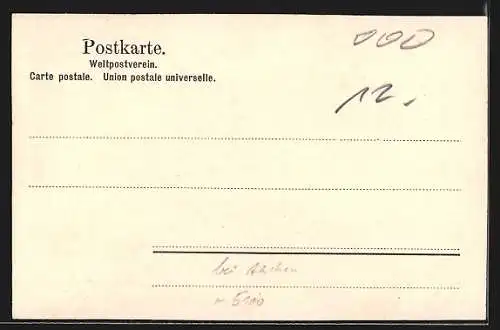 Postkarte.
Weltpostverein.
Carte postale. Union postale universelle.
000
12.
bei Aachen